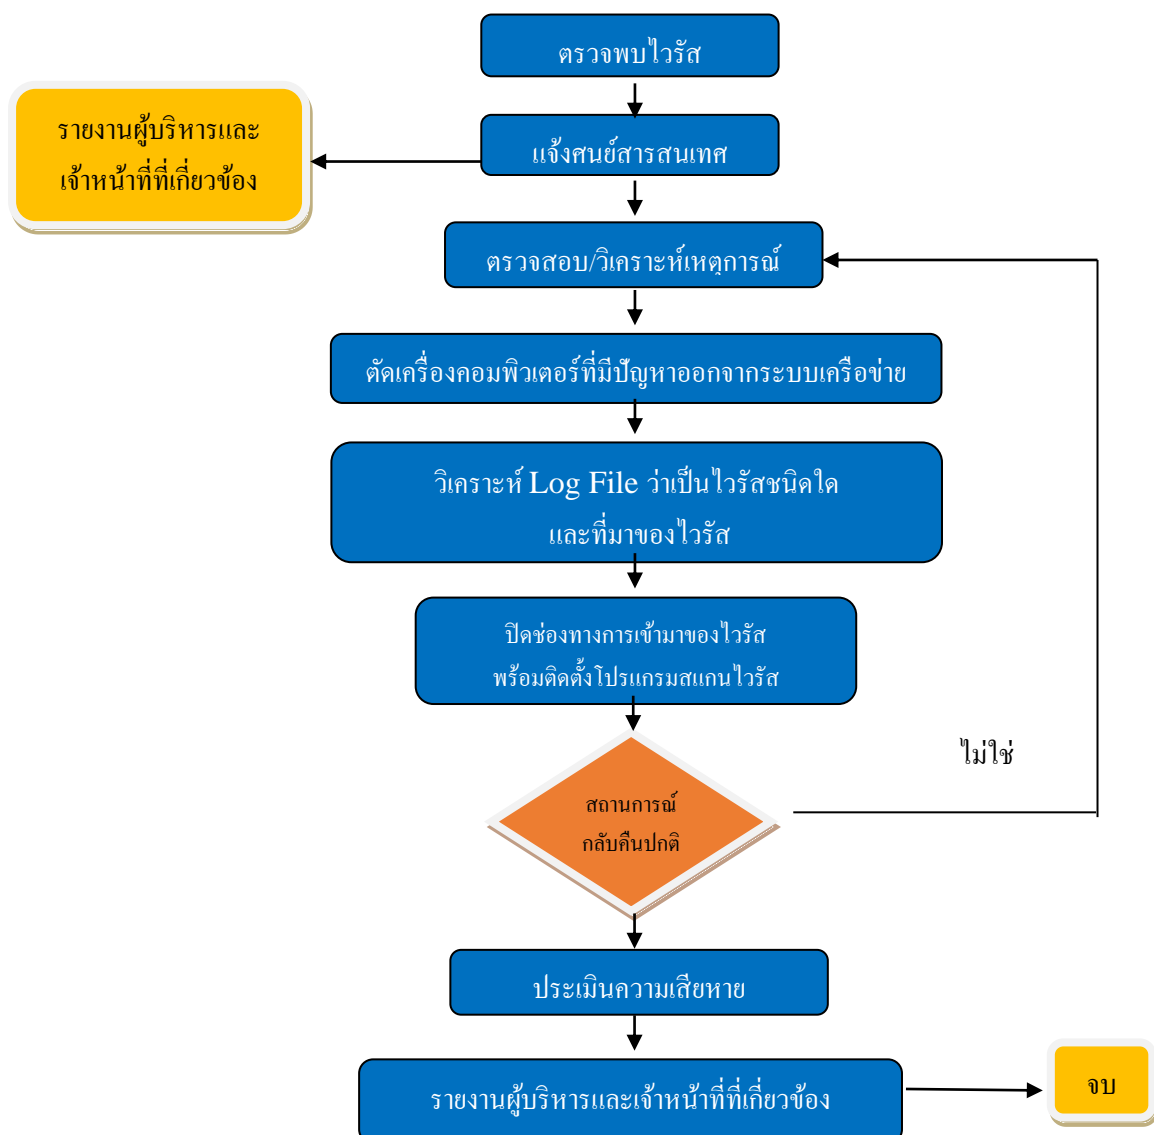 ตรวจพบไวรัส
รายงานผู้บริหารและ
เจ้าหน้าที่ที่เกี่ยวข้อง
แจ้งศนย์สารสนเทศ
ตรวจสอบ/วิเคราะห์เหตุการณ์
ตัดเครื่องคอมพิวเตอร์ที่มีปัญหาออกจากระบบเครือข่าย
วิเคราะห์ Log File ว่าเป็นไวรัสชนิดใด
และที่มาของไวรัส
ปิดช่องทางการเข้ามาของไวรัส
พร้อมติดตั้งโปรแกรมสแกนไวรัส
ไม่ใช่
สถานการณ์
กลับคืนปกติ
ประเมินความเสียหาย
รายงานผู้บริหารและเจ้าหน้าที่ที่เกี่ยวข้อง
จบ